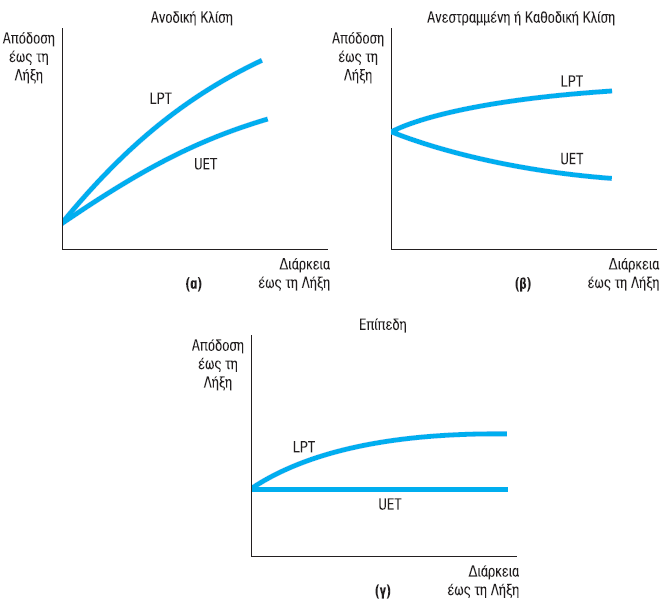 Ανοδική Κλίση
Απόδοση
έως τη
Λήξη
LPT
UET
Διάρκεια
έως τη Λήξη
(α)
Ανεστραμμένη ή Καθοδική Κλίση
Απόδοση
έως τη
Λήξη
LPT
UET
Διάρκεια
έως τη Λήξη
(β)
Επίπεδη
Απόδοση
έως τη
Λήξη
LPT
UET
Διάρκεια
έως τη Λήξη
(γ)